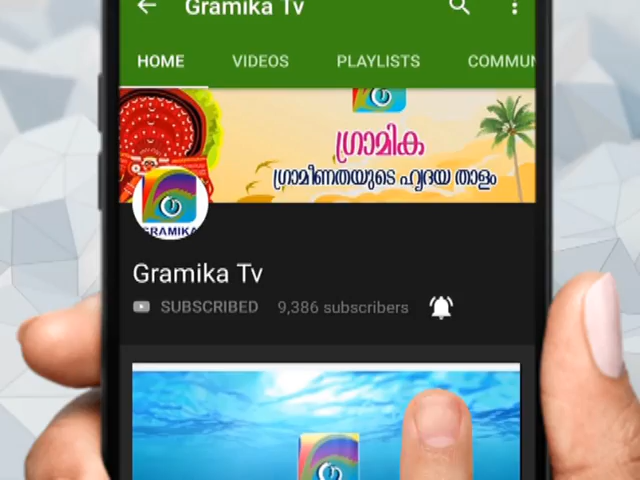 Gramika Tv
HOME VIDEOS PLAYLISTS COMMUN
ഗ്രാമിക
ഗ്രാമീണതയുടെ ഹൃദയ താളം
GRAMIKA
Gramika Tv
SUBSCRIBED 9,386 subscribers